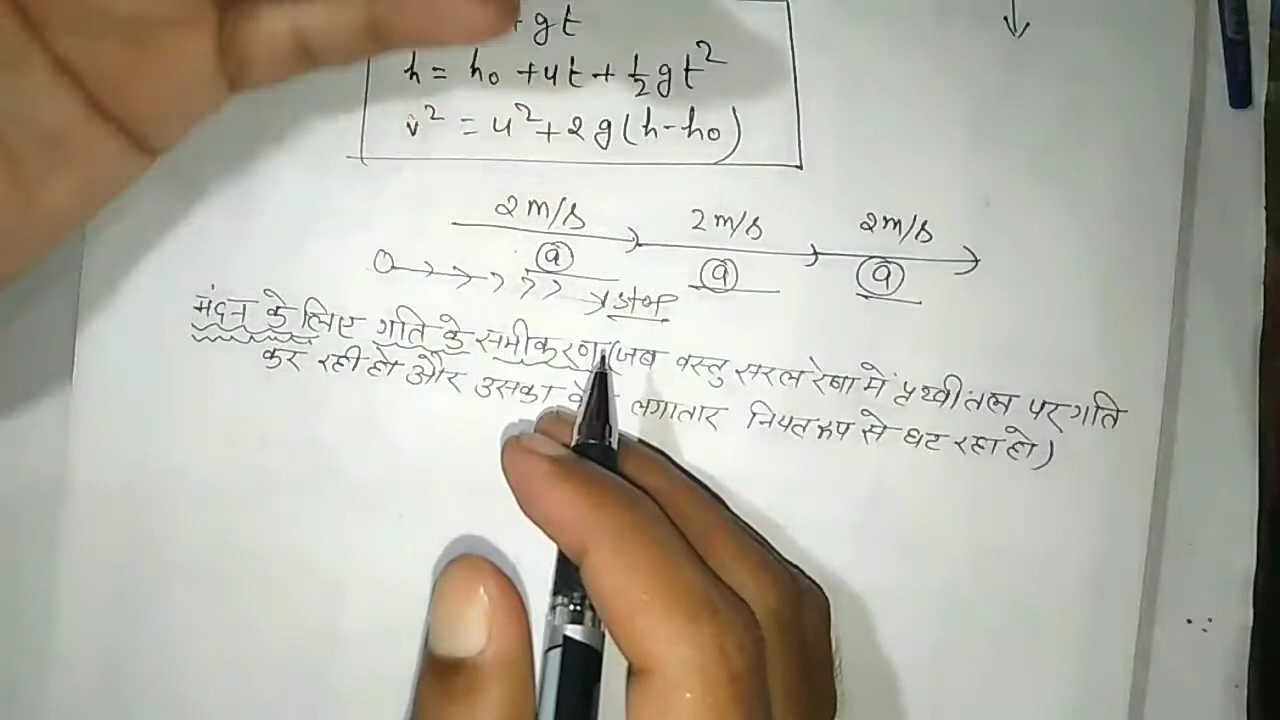 +gt
h = h₀ + ut + ½gt²
v² = u² + 2g(h-h₀)
2m/s 2m/s 2m/s
a a a
stop
मंदन के लिए गति के समीकरण (जब वस्तु सरल रेखा में पृथ्वी तल पर गति
कर रही हो और उसका लगातार नियत रूप से घट रहा हो)